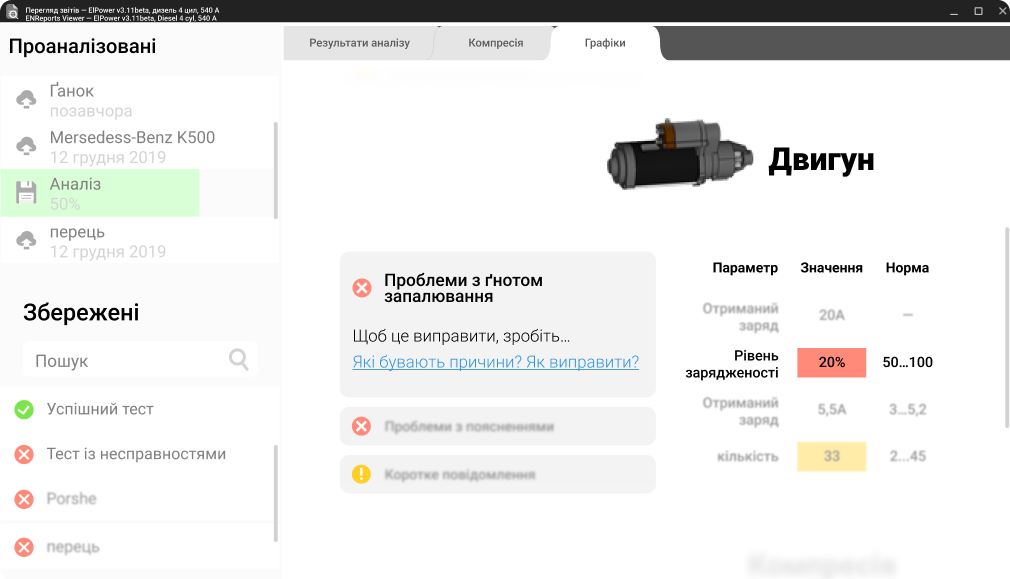 Перегляд звітів — ElPower v3.11beta, дизель 4 цил, 540 А
ENReports Viewer — ElPower v3.11beta, Diesel 4 cyl, 540 A
Проаналізовані
Ґанок
позавчора
Mersedess-Benz K500
12 грудня 2019
Аналіз
50%
перець
12 грудня 2019
Збережені
Пошук
Успішний тест
Тест із несправностями
Porshe
перець
Результати аналізу
Компресія
Графіки
Двигун
Проблеми з ґнотом
запалювання
Щоб це виправити, зробіть...
Які бувають причини? Як виправити?
Проблеми з поясненнями
Коротке повідомлення
Параметр Значення Норма
Отриманий
заряд
20А
—
Рівень
зарядженості
20%
50...100
Отриманий
заряд
5,5А
3...5,2
кількість
33
2...45
Компресія